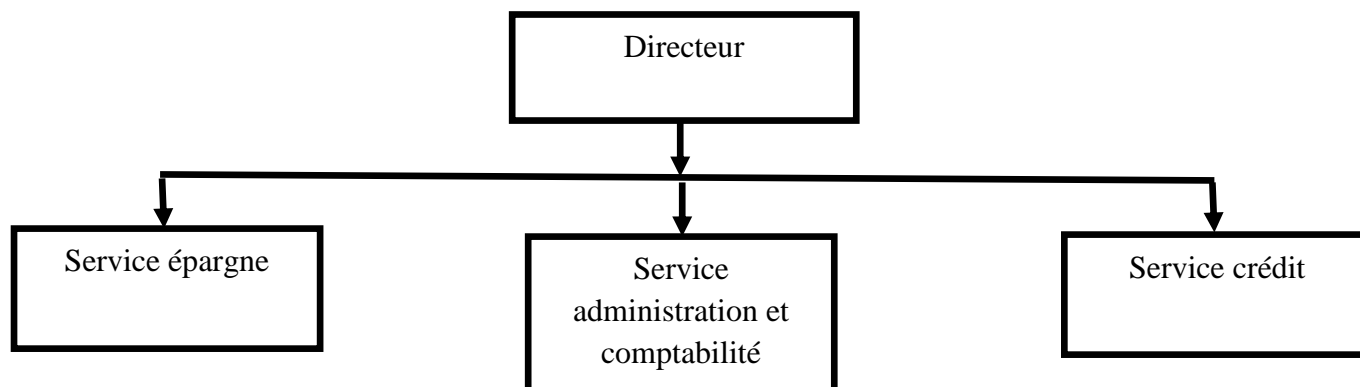 Directeur
Service épargne
Service
administration et
comptabilité
Service crédit